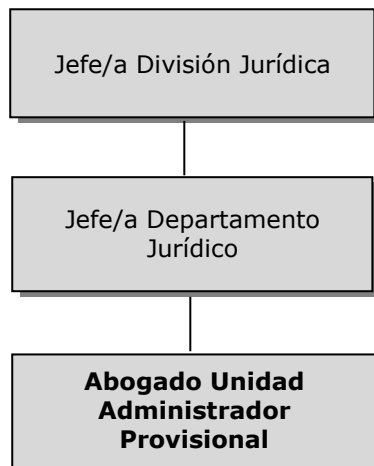 Jefe/a División Jurídica
Jefe/a Departamento
Jurídico
Abogado Unidad
Administrador
Provisional